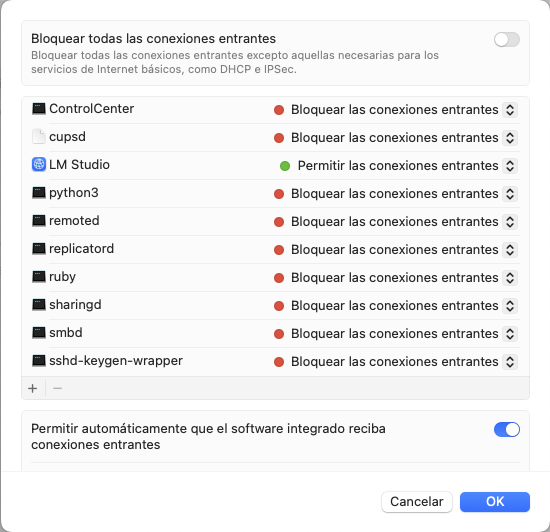 Bloquear todas las conexiones entrantes
Bloquear todas las conexiones entrantes excepto aquellas necesarias para los
servicios de Internet básicos, como DHCP e IPSec.
ControlCenter Bloquear las conexiones entrantes
cupsd Bloquear las conexiones entrantes
LM Studio Permitir las conexiones entrantes
python3 Bloquear las conexiones entrantes
remoted Bloquear las conexiones entrantes
replicatord Bloquear las conexiones entrantes
ruby Bloquear las conexiones entrantes
sharingd Bloquear las conexiones entrantes
smbd Bloquear las conexiones entrantes
sshd-keygen-wrapper Bloquear las conexiones entrantes
+ −
Permitir automáticamente que el software integrado reciba
conexiones entrantes
Cancelar OK